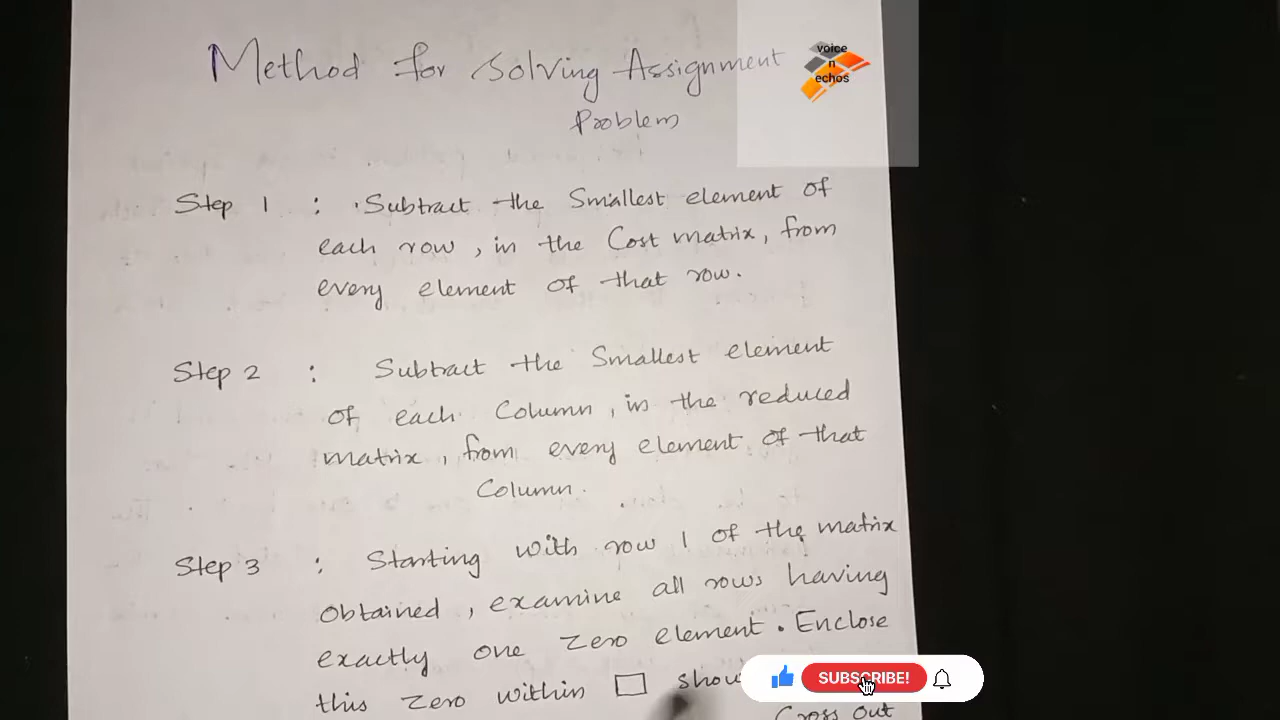 Method for Solving Assignment
Problem
voice
n
echos
Step 1 : Subtract the Smallest element of
each row, in the Cost matrix, from
every element of that row.
Step 2 : Subtract the Smallest element
of each Column, in the reduced
matrix, from every element of that
Column.
Step 3 : Starting with row 1 of the matrix
Obtained, examine all rows having
exactly one Zero element. Enclose
this Zero within □
SUBSCRIBE!
Cross Out